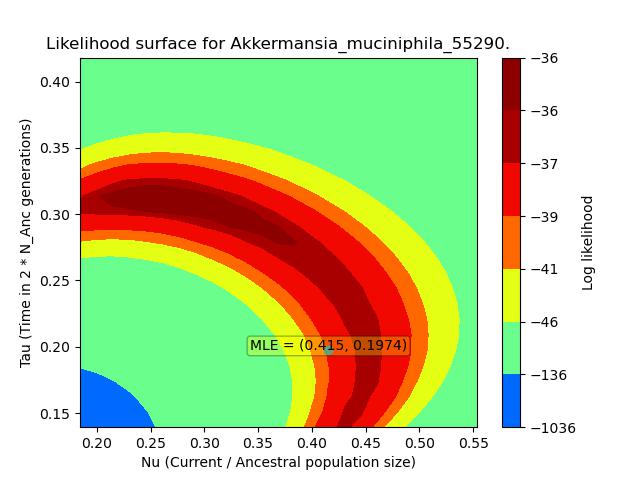 Likelihood surface for Akkermansia_muciniphila_55290.
Tau (Time in 2 * N_Anc generations)
0.40
0.35
0.30
0.25
0.20
0.15
MLE = (0.415, 0.1974)
0.20 0.25 0.30 0.35 0.40 0.45 0.50 0.55
Nu (Current / Ancestral population size)
−36
−36
−37
−39
−41
−46
−136
−1036
Log likelihood